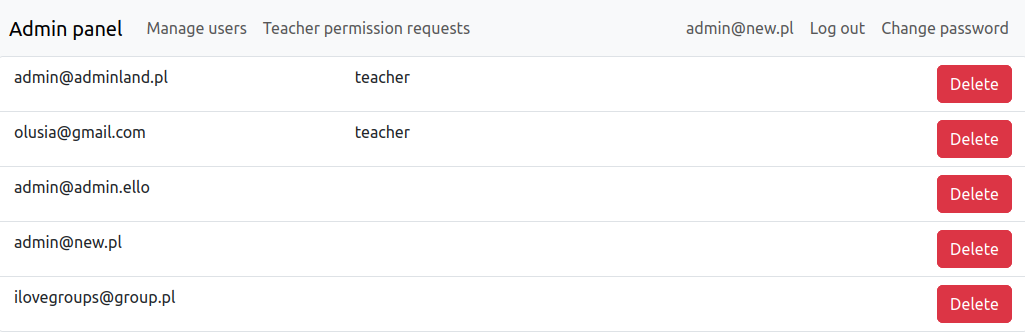 Admin panel Manage users Teacher permission requests admin@new.pl Log out Change password
admin@adminland.pl teacher Delete
olusia@gmail.com teacher Delete
admin@admin.ello Delete
admin@new.pl Delete
ilovegroups@group.pl Delete